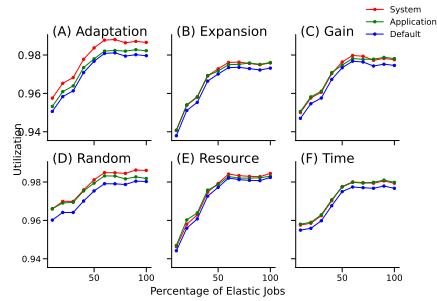 System
Application
Default
(A) Adaptation
(B) Expansion
(C) Gain
0.98
0.96
0.94
Utilization
(D) Random
(E) Resource
(F) Time
0.98
0.96
0.94
50
100
50
100
50
100
Percentage of Elastic Jobs